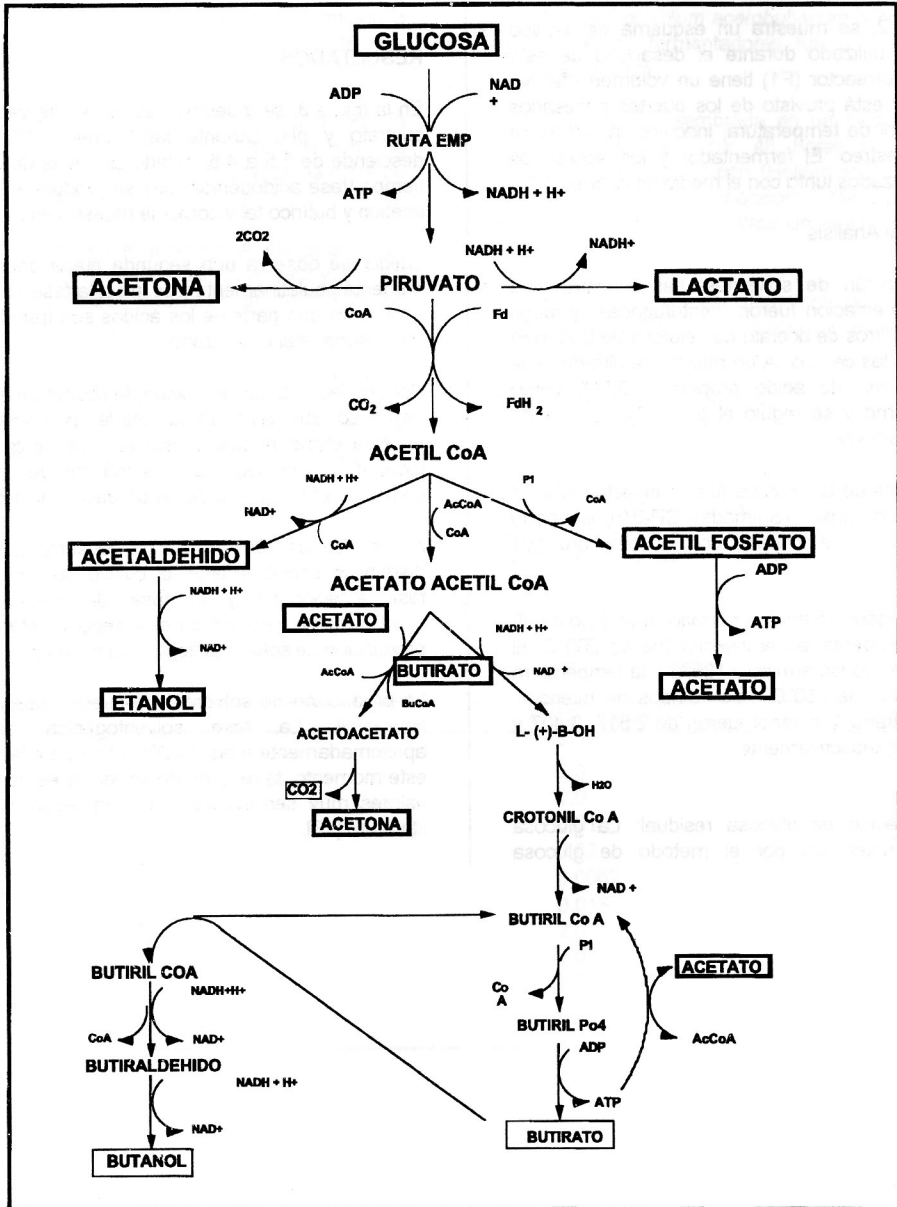 GLUCOSA
ADP
NAD
+
RUTA EMP
ATP
NADH + H+
2CO2
NADH + H+
NADH+
ACETONA
PIRUVATO
LACTATO
CoA
Fd
CO2
FdH2
ACETIL CoA
NADH + H+
P1
NAD+
AcCoA
CoA
CoA
CoA
ACETALDEHIDO
ACETIL FOSFATO
ADP
ACETATO ACETIL CoA
NADH + H+
ACETATO
NADH + H+
ATP
NAD+
AcCoA
BUTIRATO
NAD +
ETANOL
BuCoA
ACETATO
ACETOACETATO
L- (+)-B-OH
CO2
H2O
ACETONA
CROTONIL Co A
NAD +
BUTIRIL Co A
P1
BUTIRIL COA
ACETATO
NADH+H+
Co
A
BUTIRIL Po4
CoA
NAD+
AcCoA
ADP
BUTIRALDEHIDO
NADH + H+
ATP
NAD+
BUTIRATO
BUTANOL